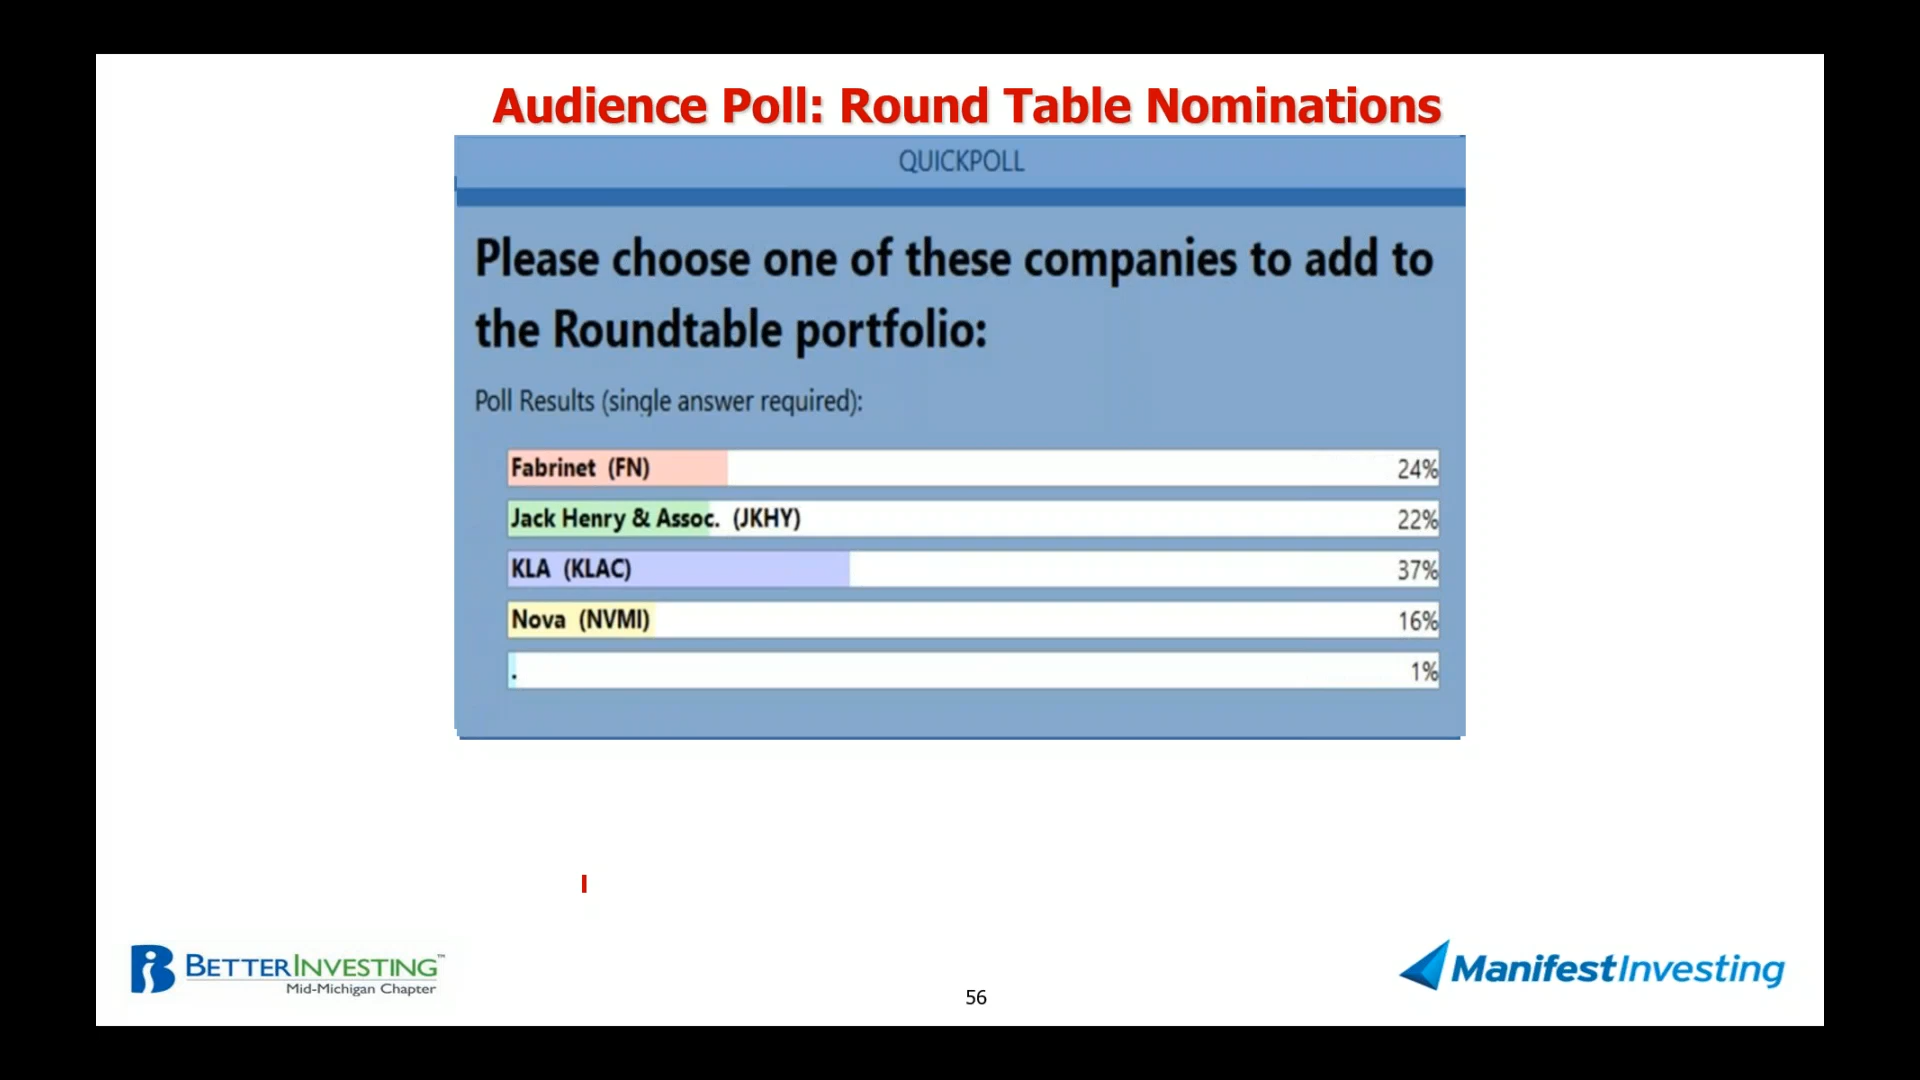 Audience Poll: Round Table Nominations
QUICKPOLL
Please choose one of these companies to add to
the Roundtable portfolio:
Poll Results (single answer required):
Fabrinet (FN) 24%
Jack Henry & Assoc. (JKHY) 22%
KLA (KLAC) 37%
Nova (NVMI) 16%
. 1%
BETTERINVESTING™
Mid-Michigan Chapter
56
ManifestInvesting